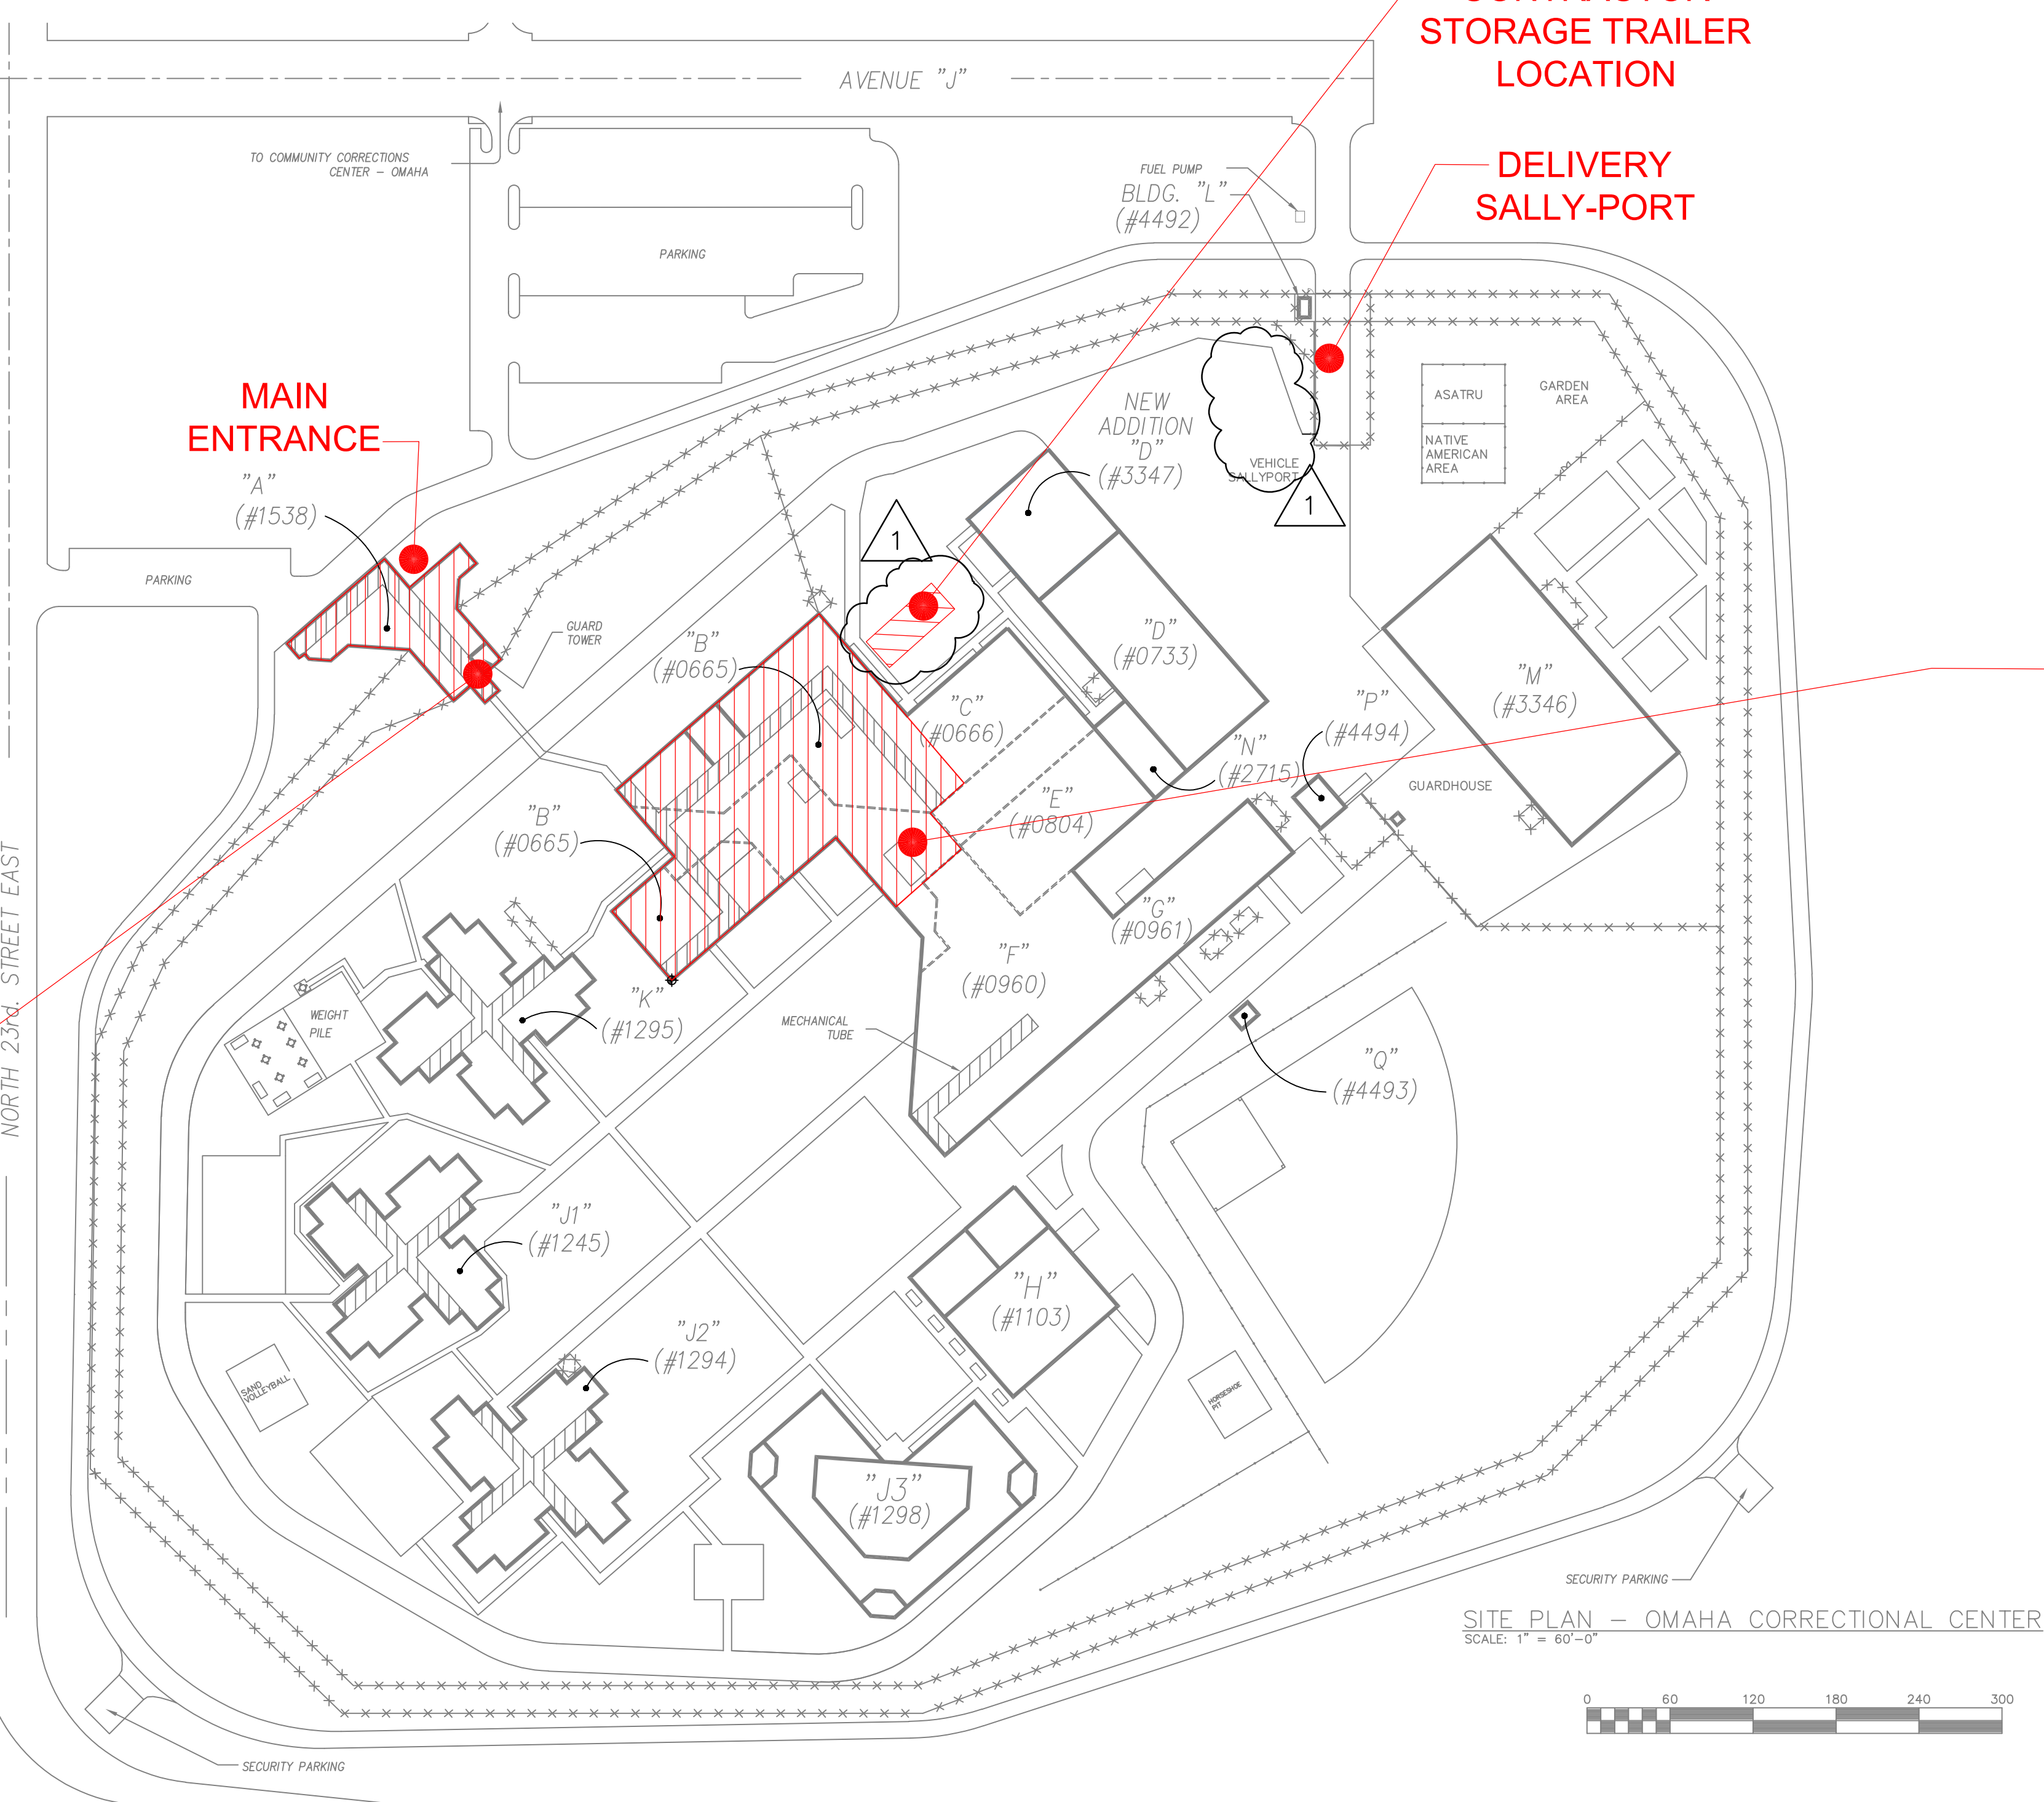 STORAGE TRAILER
LOCATION
AVENUE "J"
TO COMMUNITY CORRECTIONS
CENTER - OMAHA
FUEL PUMP
BLDG. "L"
(#4492)
DELIVERY
SALLY-PORT
PARKING
MAIN
ENTRANCE
"A"
(#1538)
NEW
ADDITION
"D"
(#3347)
VEHICLE
SALLYPORT
1
1
ASATRU
GARDEN
AREA
NATIVE
AMERICAN
AREA
PARKING
GUARD
TOWER
"B"
(#0665)
"C"
(#0666)
"D"
(#0733)
"P"
(#4494)
"M"
(#3346)
"N"
(#2715)
GUARDHOUSE
"E"
(#0804)
"B"
(#0665)
"G"
(#0961)
"F"
(#0960)
"K"
(#1295)
WEIGHT
PILE
MECHANICAL
TUBE
"Q"
(#4493)
NORTH 23rd. STREET EAST
"J1"
(#1245)
"H"
(#1103)
"J2"
(#1294)
SAND
VOLLEYBALL
HORSESHOE
PIT
"J3"
(#1298)
SECURITY PARKING
SITE PLAN - OMAHA CORRECTIONAL CENTER
SCALE: 1" = 60'-0"
0 60 120 180 240 300
SECURITY PARKING